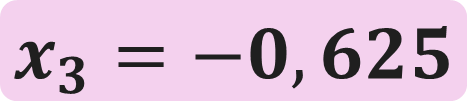 x₃ = −0,625